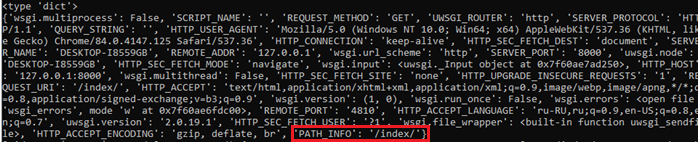 <type 'dict'>
{'wsgi.multiprocess': False, 'SCRIPT_NAME': '', 'REQUEST_METHOD': 'GET', 'UWSGI_ROUTER': 'http', 'SERVER_PROTOCOL': 'HTT
P/1.1', 'QUERY_STRING': '', 'HTTP_USER_AGENT': 'Mozilla/5.0 (Windows NT 10.0; Win64; x64) AppleWebKit/537.36 (KHTML, lik
e Gecko) Chrome/84.0.4147.125 Safari/537.36', 'HTTP_CONNECTION': 'keep-alive', 'HTTP_SEC_FETCH_DEST': 'document', 'SERVE
R_NAME': 'DESKTOP-I8559GB', 'REMOTE_ADDR': '127.0.0.1', 'wsgi.url_scheme': 'http', 'SERVER_PORT': '8000', 'uwsgi.node':
'DESKTOP-I8559GB', 'HTTP_SEC_FETCH_MODE': 'navigate', 'wsgi.input': <uwsgi._Input object at 0x7f60ae7ad250>, 'HTTP_HOST'
: '127.0.0.1:8000', 'wsgi.multithread': False, 'HTTP_SEC_FETCH_SITE': 'none', 'HTTP_UPGRADE_INSECURE_REQUESTS': '1', 'RE
QUEST_URI': '/index/', 'HTTP_ACCEPT': 'text/html,application/xhtml+xml,application/xml;q=0.9,image/webp,image/apng,*/*;q
=0.8,application/signed-exchange;v=b3;q=0.9', 'wsgi.version': (1, 0), 'wsgi.run_once': False, 'wsgi.errors': <open file
'wsgi_errors', mode 'w' at 0x7f60ae6fdc00>, 'REMOTE_PORT': '4810', 'HTTP_ACCEPT_LANGUAGE': 'ru-RU,ru;q=0.9,en-US;q=0.8,e
n;q=0.7', 'uwsgi.version': '2.0.19.1', 'HTTP_SEC_FETCH_USER': '?1', 'wsgi.file_wrapper': <built-in function uwsgi_sendfi
le>, 'HTTP_ACCEPT_ENCODING': 'gzip, deflate, br', 'PATH_INFO': '/index/'}